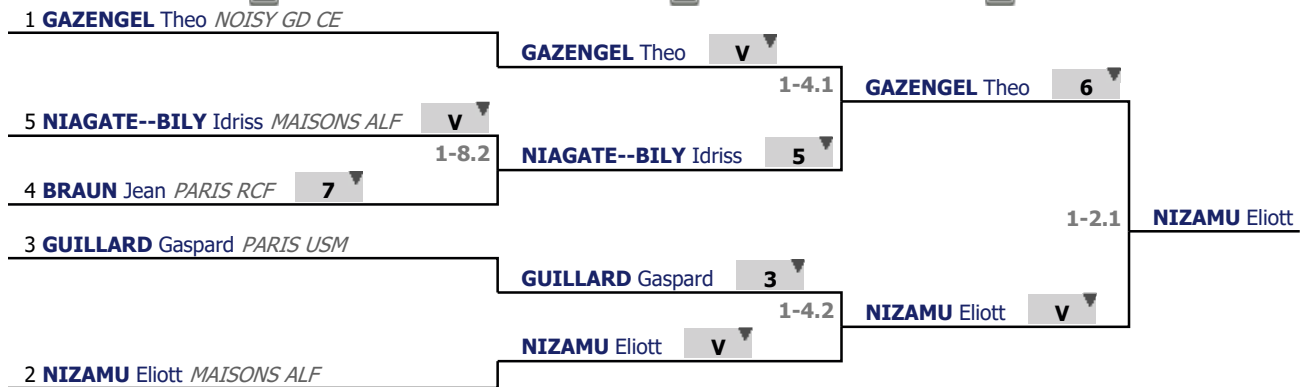 1 GAZENGEL Theo NOISY GD CE
GAZENGEL Theo V
1-4.1
GAZENGEL Theo 6
5 NIAGATE--BILY Idriss MAISONS ALF V
1-8.2
NIAGATE--BILY Idriss 5
4 BRAUN Jean PARIS RCF 7
1-2.1
NIZAMU Eliott
3 GUILLARD Gaspard PARIS USM
GUILLARD Gaspard 3
1-4.2
NIZAMU Eliott V
NIZAMU Eliott V
2 NIZAMU Eliott MAISONS ALF